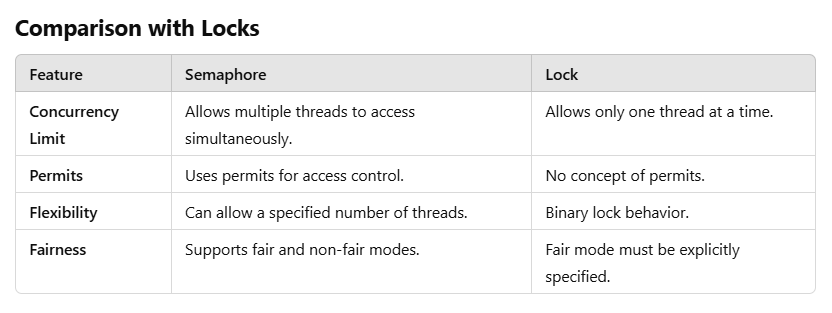 Comparison with Locks
Feature Semaphore Lock
Concurrency Limit Allows multiple threads to access simultaneously. Allows only one thread at a time.
Permits Uses permits for access control. No concept of permits.
Flexibility Can allow a specified number of threads. Binary lock behavior.
Fairness Supports fair and non-fair modes. Fair mode must be explicitly specified.